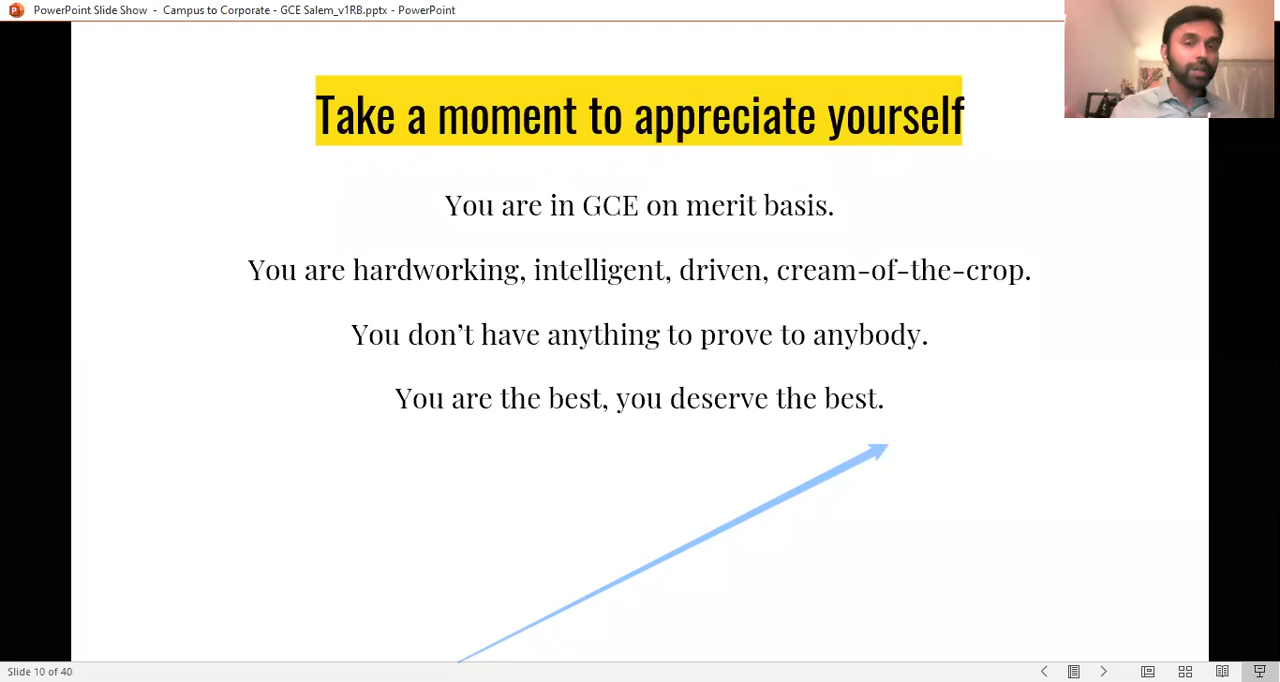 PowerPoint Slide Show - Campus to Corporate - GCE Salem_v1RB.pptx - PowerPoint
Take a moment to appreciate yourself
You are in GCE on merit basis.
You are hardworking, intelligent, driven, cream-of-the-crop.
You don’t have anything to prove to anybody.
You are the best, you deserve the best.
Slide 10 of 40